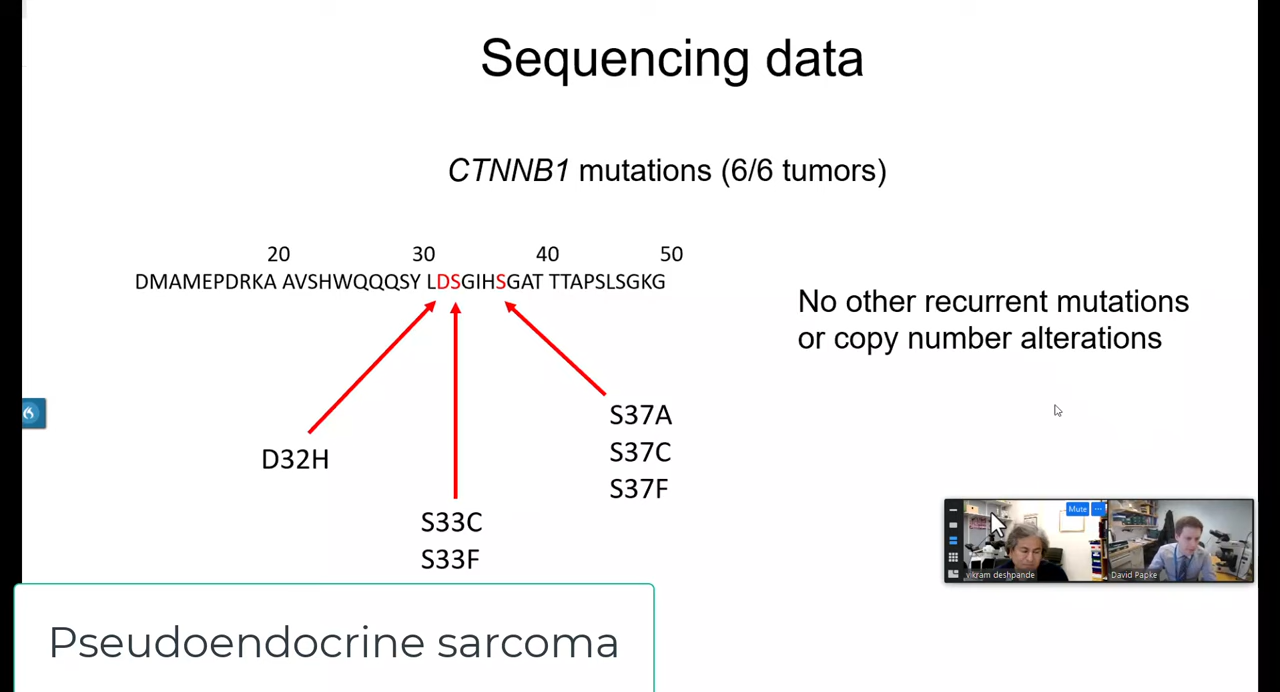 Sequencing data
CTNNB1 mutations (6/6 tumors)
20 30 40 50
DMAMEPDRKA AVSHWQQQSY LDSGIHSGAT TTAPSLSGKG
No other recurrent mutations
or copy number alterations
D32H
S33C
S33F
S37A
S37C
S37F
Mute
vikram deshpande
David Papke
Pseudoendocrine sarcoma